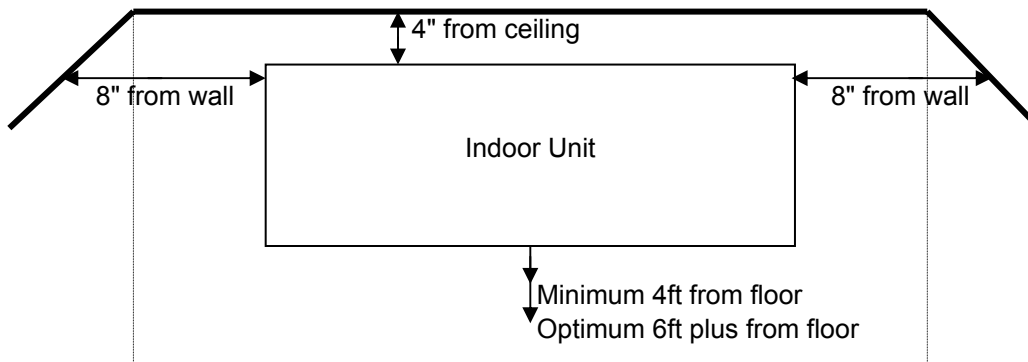 4" from ceiling
8" from wall
8" from wall
Indoor Unit
Minimum 4ft from floor
Optimum 6ft plus from floor